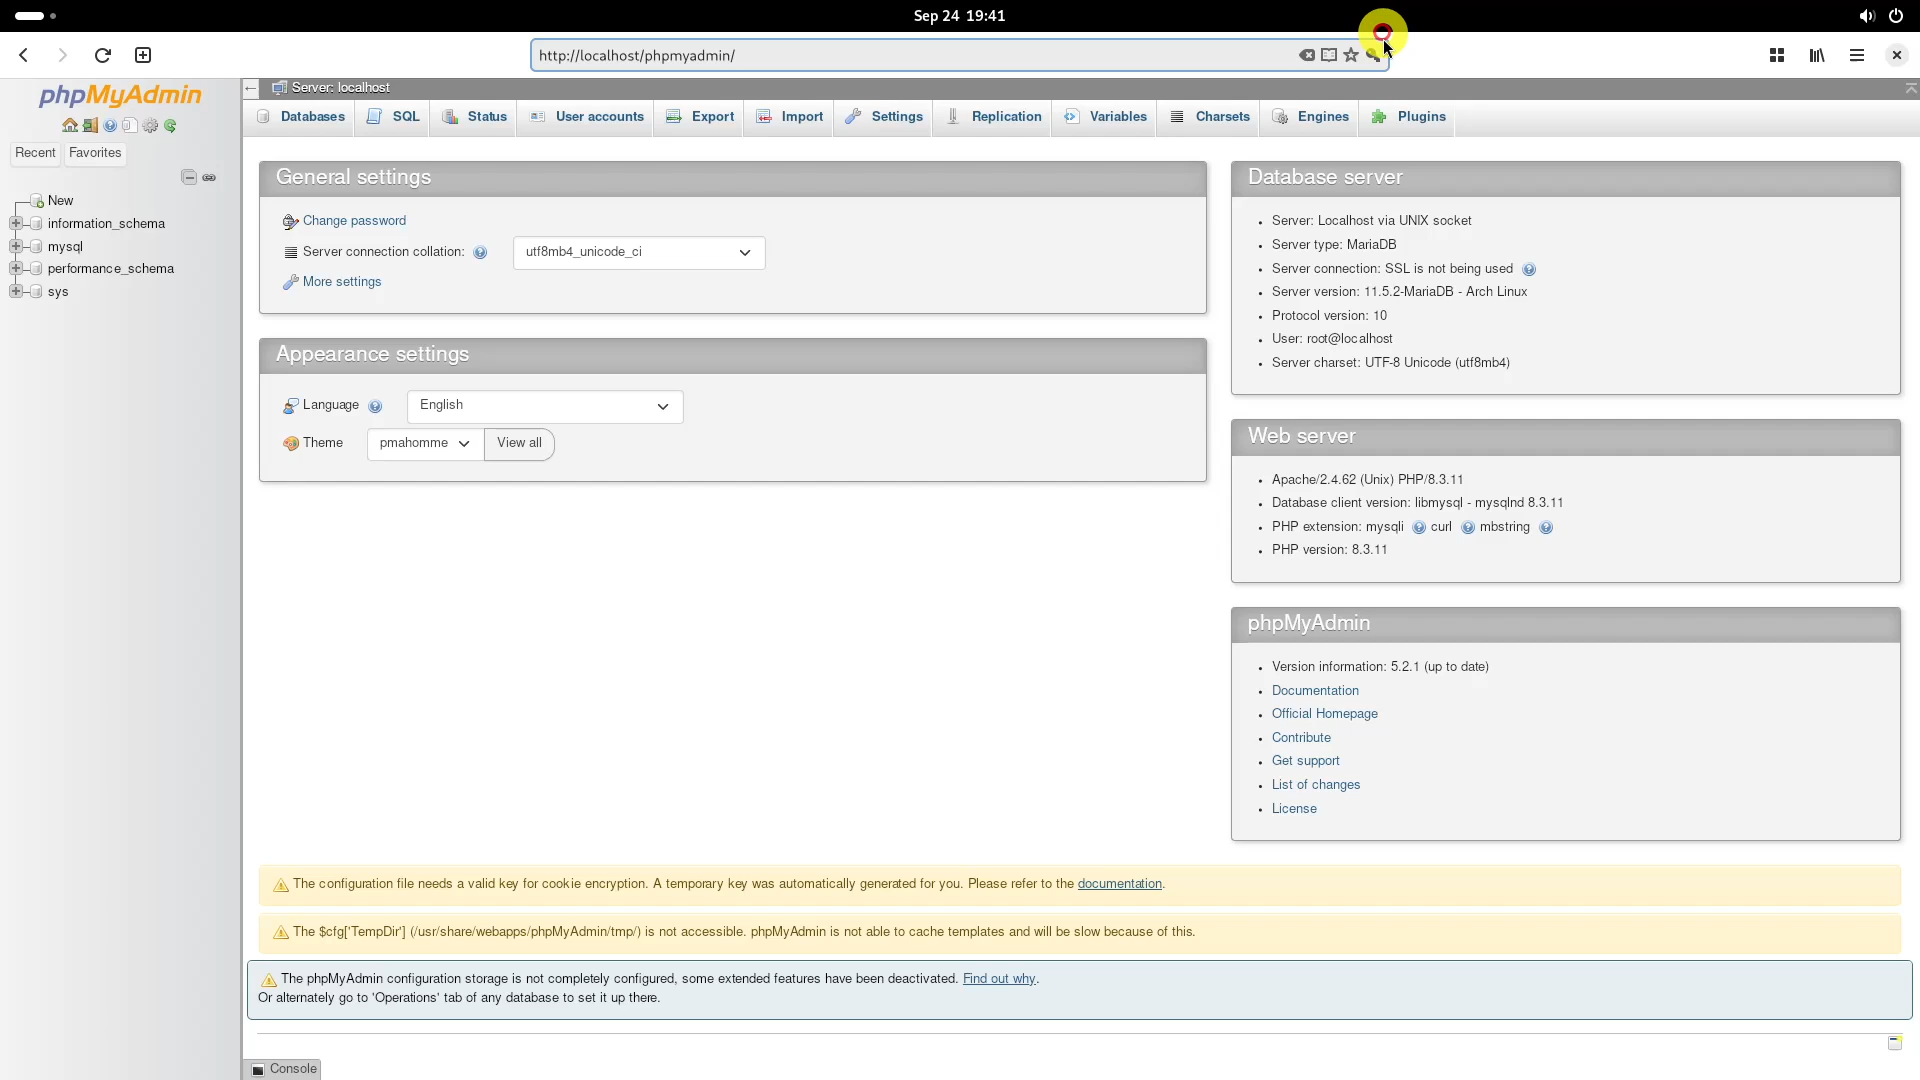 Sep 24 19:41
http://localhost/phpmyadmin/
phpMyAdmin
Recent
Favorites
New
information_schema
mysql
performance_schema
sys
Server: localhost
Databases
SQL
Status
User accounts
Export
Import
Settings
Replication
Variables
Charsets
Engines
Plugins
General settings
Change password
Server connection collation:
utf8mb4_unicode_ci
More settings
Appearance settings
Language
English
Theme
pmahomme
View all
Database server
Server: Localhost via UNIX socket
Server type: MariaDB
Server connection: SSL is not being used
Server version: 11.5.2-MariaDB - Arch Linux
Protocol version: 10
User: root@localhost
Server charset: UTF-8 Unicode (utf8mb4)
Web server
Apache/2.4.62 (Unix) PHP/8.3.11
Database client version: libmysql - mysqlnd 8.3.11
PHP extension: mysqli curl mbstring
PHP version: 8.3.11
phpMyAdmin
Version information: 5.2.1 (up to date)
Documentation
Official Homepage
Contribute
Get support
List of changes
License
The configuration file needs a valid key for cookie encryption. A temporary key was automatically generated for you. Please refer to the documentation.
The $cfg['TempDir'] (/usr/share/webapps/phpMyAdmin/tmp/) is not accessible. phpMyAdmin is not able to cache templates and will be slow because of this.
The phpMyAdmin configuration storage is not completely configured, some extended features have been deactivated. Find out why.
Or alternately go to 'Operations' tab of any database to set it up there.
Console